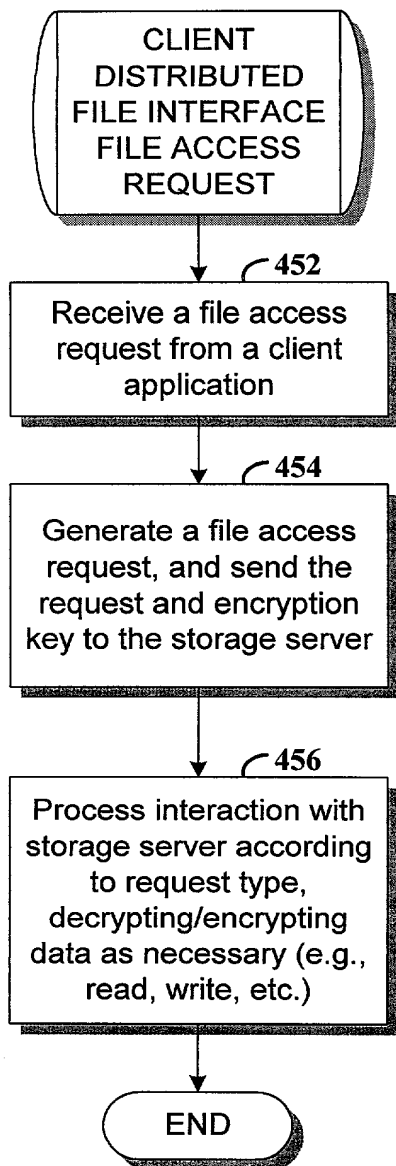 CLIENT
DISTRIBUTED
FILE INTERFACE
FILE ACCESS
REQUEST
452
Receive a file access
request from a client
application
454
Generate a file access
request, and send the
request and encryption
key to the storage server
456
Process interaction with
storage server according
to request type,
decrypting/encrypting
data as necessary (e.g.,
read, write, etc.)
END